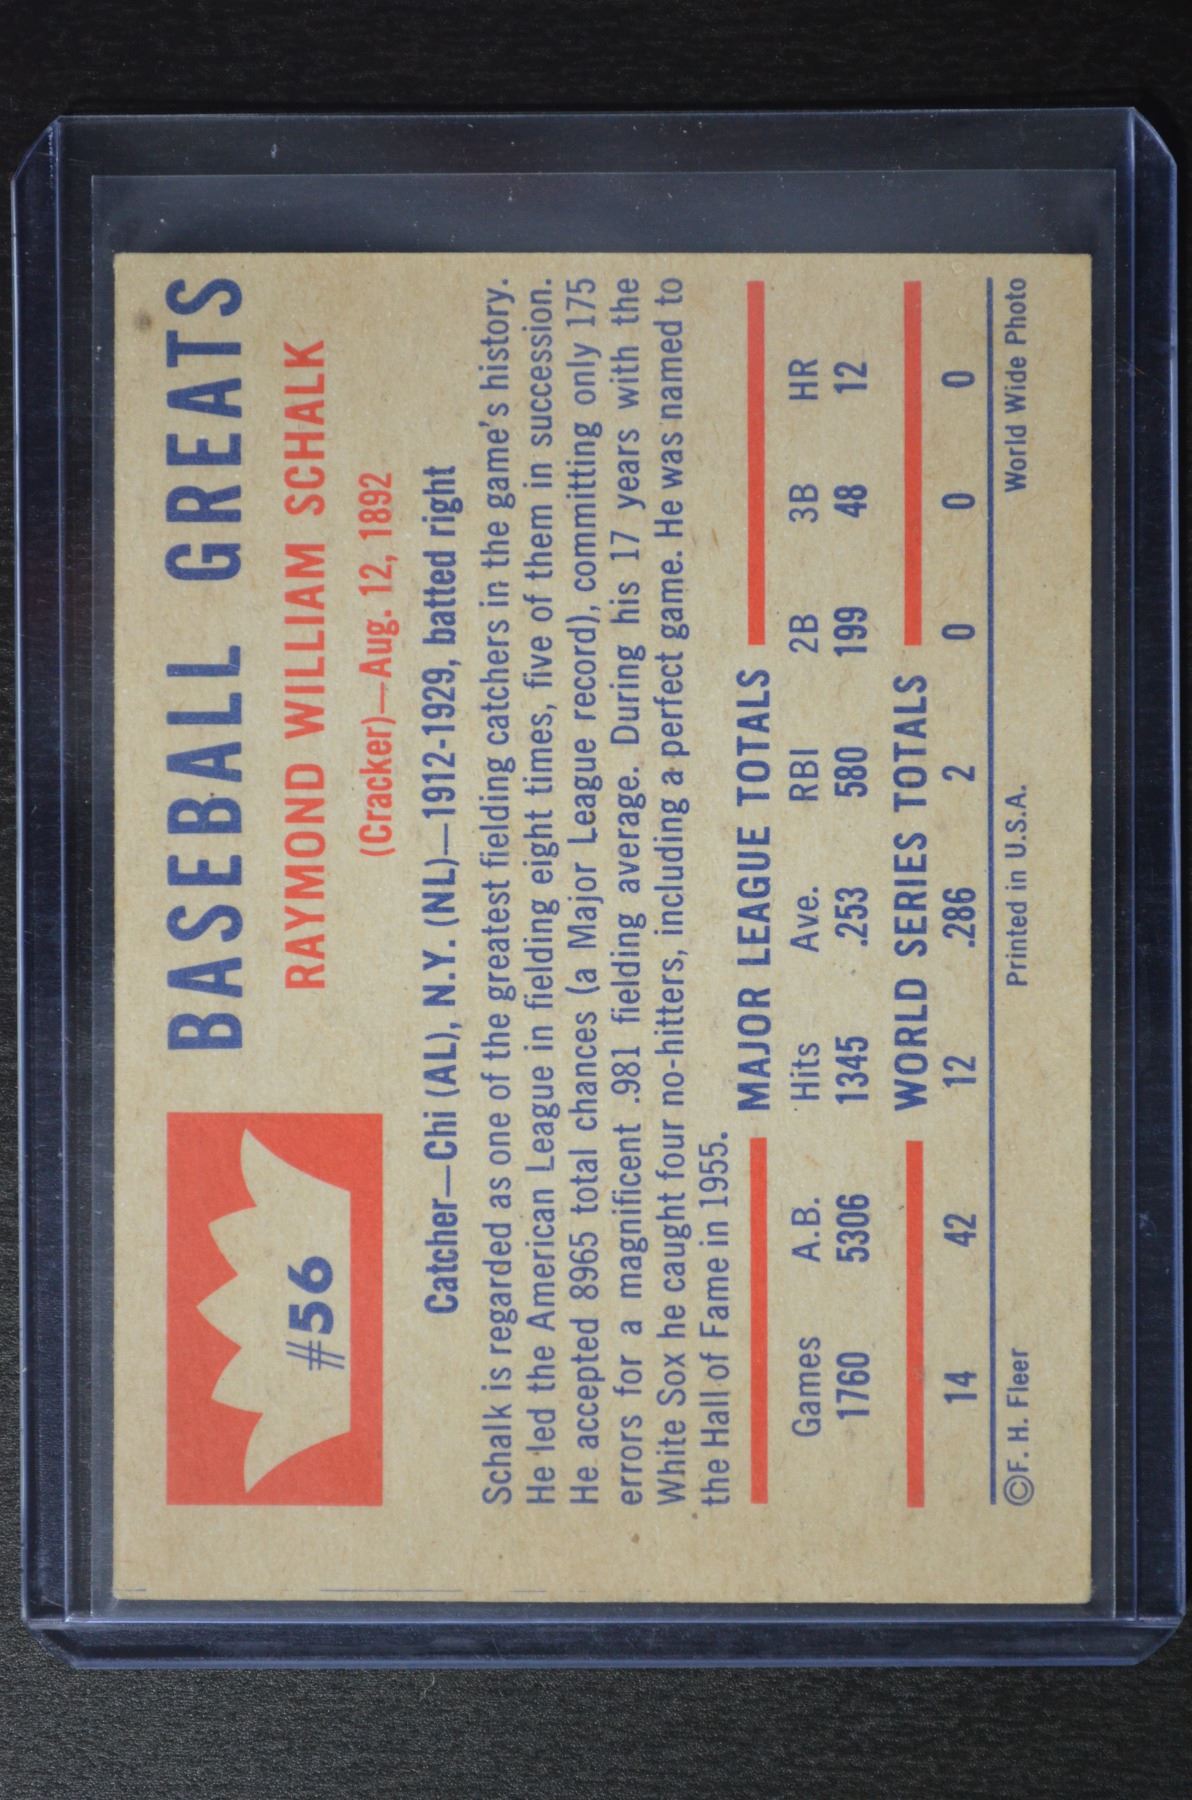 #56
BASEBALL GREATS
RAYMOND WILLIAM SCHALK
(Cracker)—Aug. 12, 1892
Catcher—Chi (AL), N.Y. (NL)—1912-1929, batted right
Schalk is regarded as one of the greatest fielding catchers in the game's history.
He led the American League in fielding eight times, five of them in succession.
He accepted 8965 total chances (a Major League record), committing only 175
errors for a magnificent .981 fielding average. During his 17 years with the
White Sox he caught four no-hitters, including a perfect game. He was named to
the Hall of Fame in 1955.
MAJOR LEAGUE TOTALS
Games A.B. Hits Ave. RBI 2B 3B HR
1760 5306 1345 .253 580 199 48 12
WORLD SERIES TOTALS
14 42 12 .286 2 0 0 0
©F. H. Fleer Printed in U.S.A. World Wide Photo